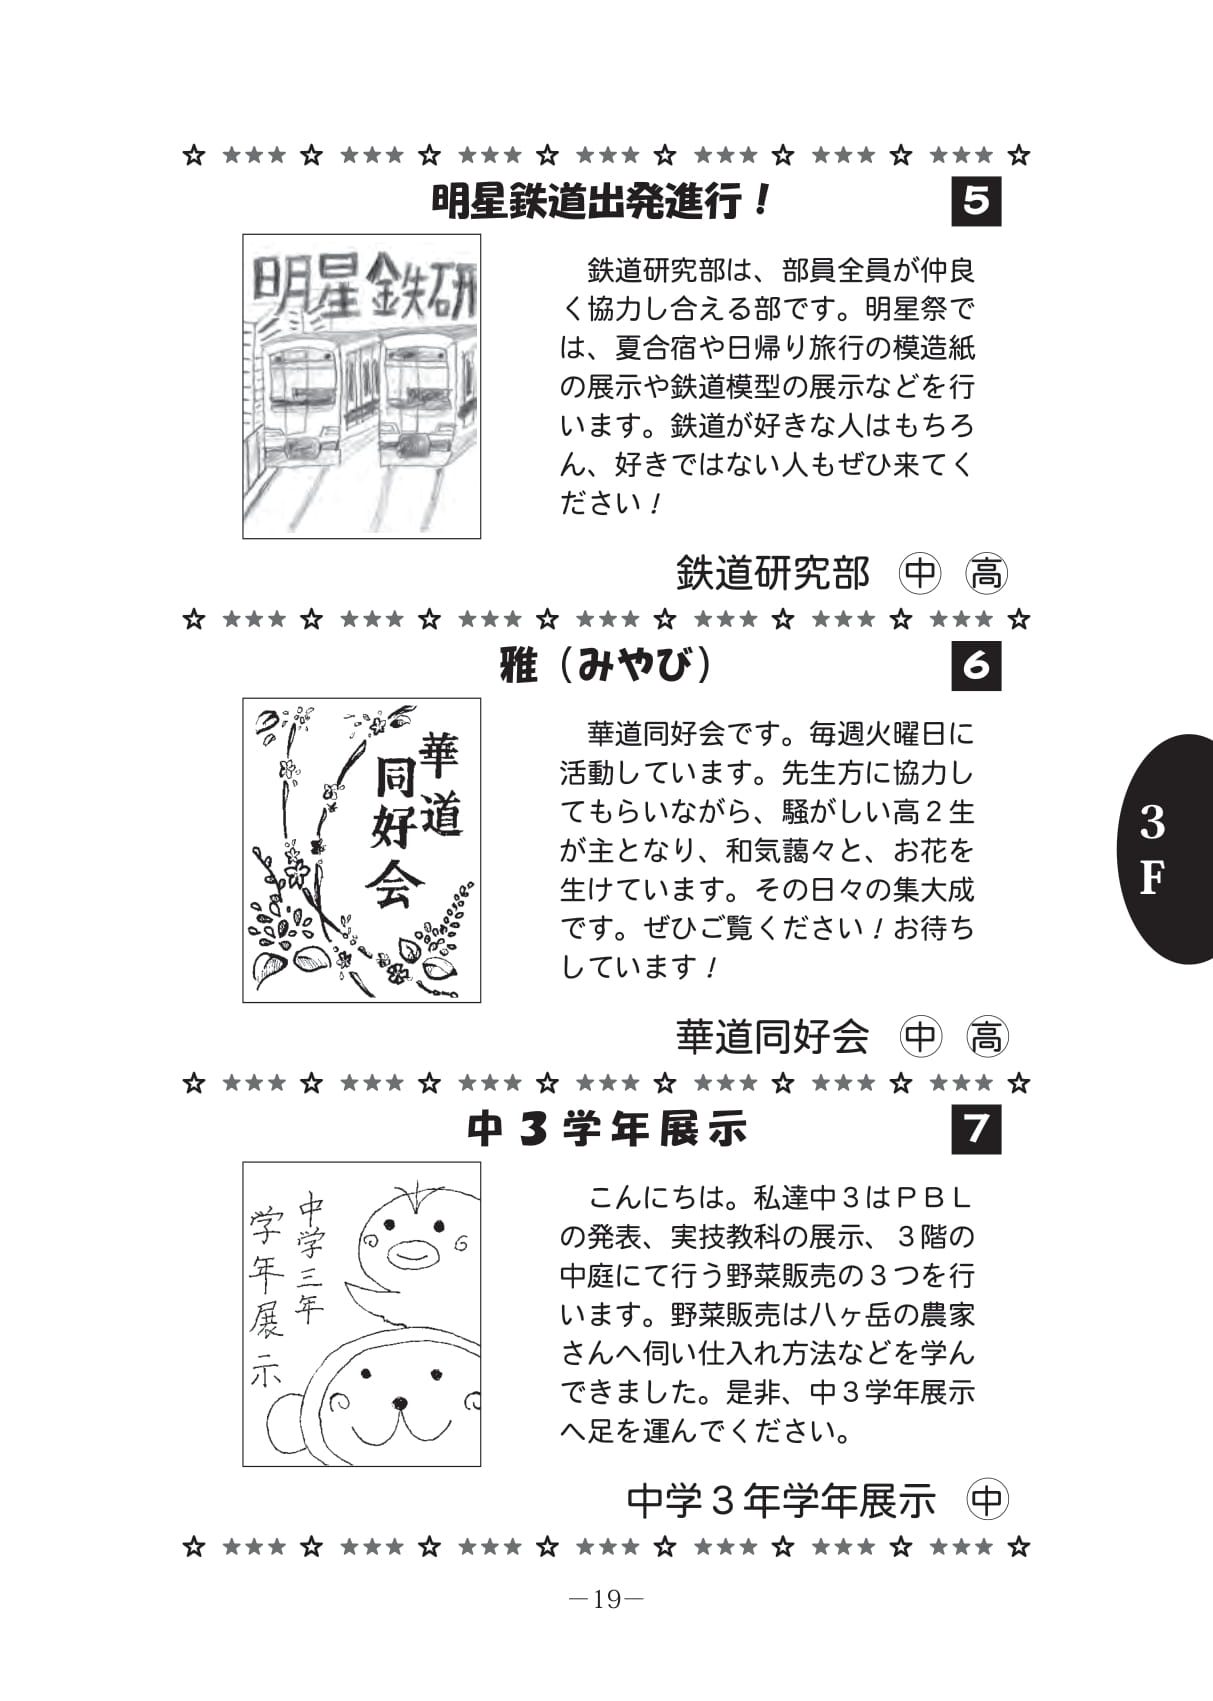 明星鉄道出発進行！
5
明星鉄研
鉄道研究部は、部員全員が仲良
く協力し合える部です。明星祭で
は、夏合宿や日帰り旅行の模造紙
の展示や鉄道模型の展示などを行
います。鉄道が好きな人はもちろ
ん、好きではない人もぜひ来てく
ださい！
鉄道研究部 ㊥ 高
雅（みやび）
6
華道
同好会
華道同好会です。毎週火曜日に
活動しています。先生方に協力し
てもらいながら、騒がしい高２生
が主となり、和気藹々と、お花を
生けています。その日々の集大成
です。ぜひご覧ください！お待ち
しています！
華道同好会 ㊥ 高
3F
中３学年展示
7
中学三年
学年展示
こんにちは。私達中３はＰＢＬ
の発表、実技教科の展示、３階の
中庭にて行う野菜販売の３つを行
います。野菜販売は八ヶ岳の農家
さんへ伺い仕入れ方法などを学ん
できました。是非、中３学年展示
へ足を運んでください。
中学３年学年展示 ㊥
－19－